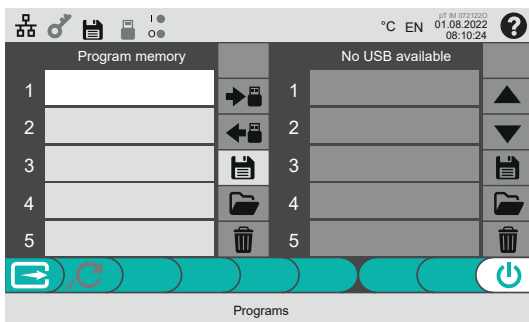 I
O
°C EN
pT IM 072122O
01.08.2022
08:10:24
?
Program memory
No USB available
1
1
2
2
3
3
4
4
5
5
Programs